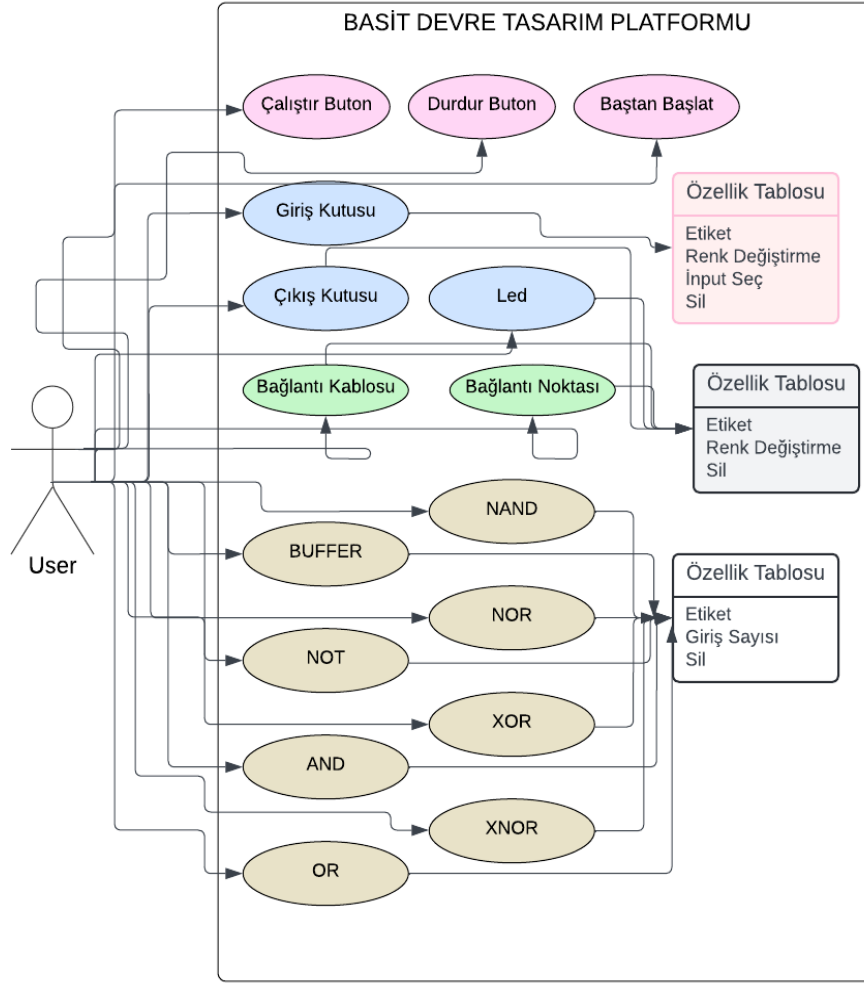 BASİT DEVRE TASARIM PLATFORMU
Çalıştır Buton
Durdur Buton
Baştan Başlat
Giriş Kutusu
Özellik Tablosu
Etiket
Renk Değiştirme
İnput Seç
Sil
Çıkış Kutusu
Led
Bağlantı Kablosu
Bağlantı Noktası
Özellik Tablosu
Etiket
Renk Değiştirme
Sil
User
NAND
BUFFER
NOR
NOT
XOR
AND
XNOR
OR
Özellik Tablosu
Etiket
Giriş Sayısı
Sil